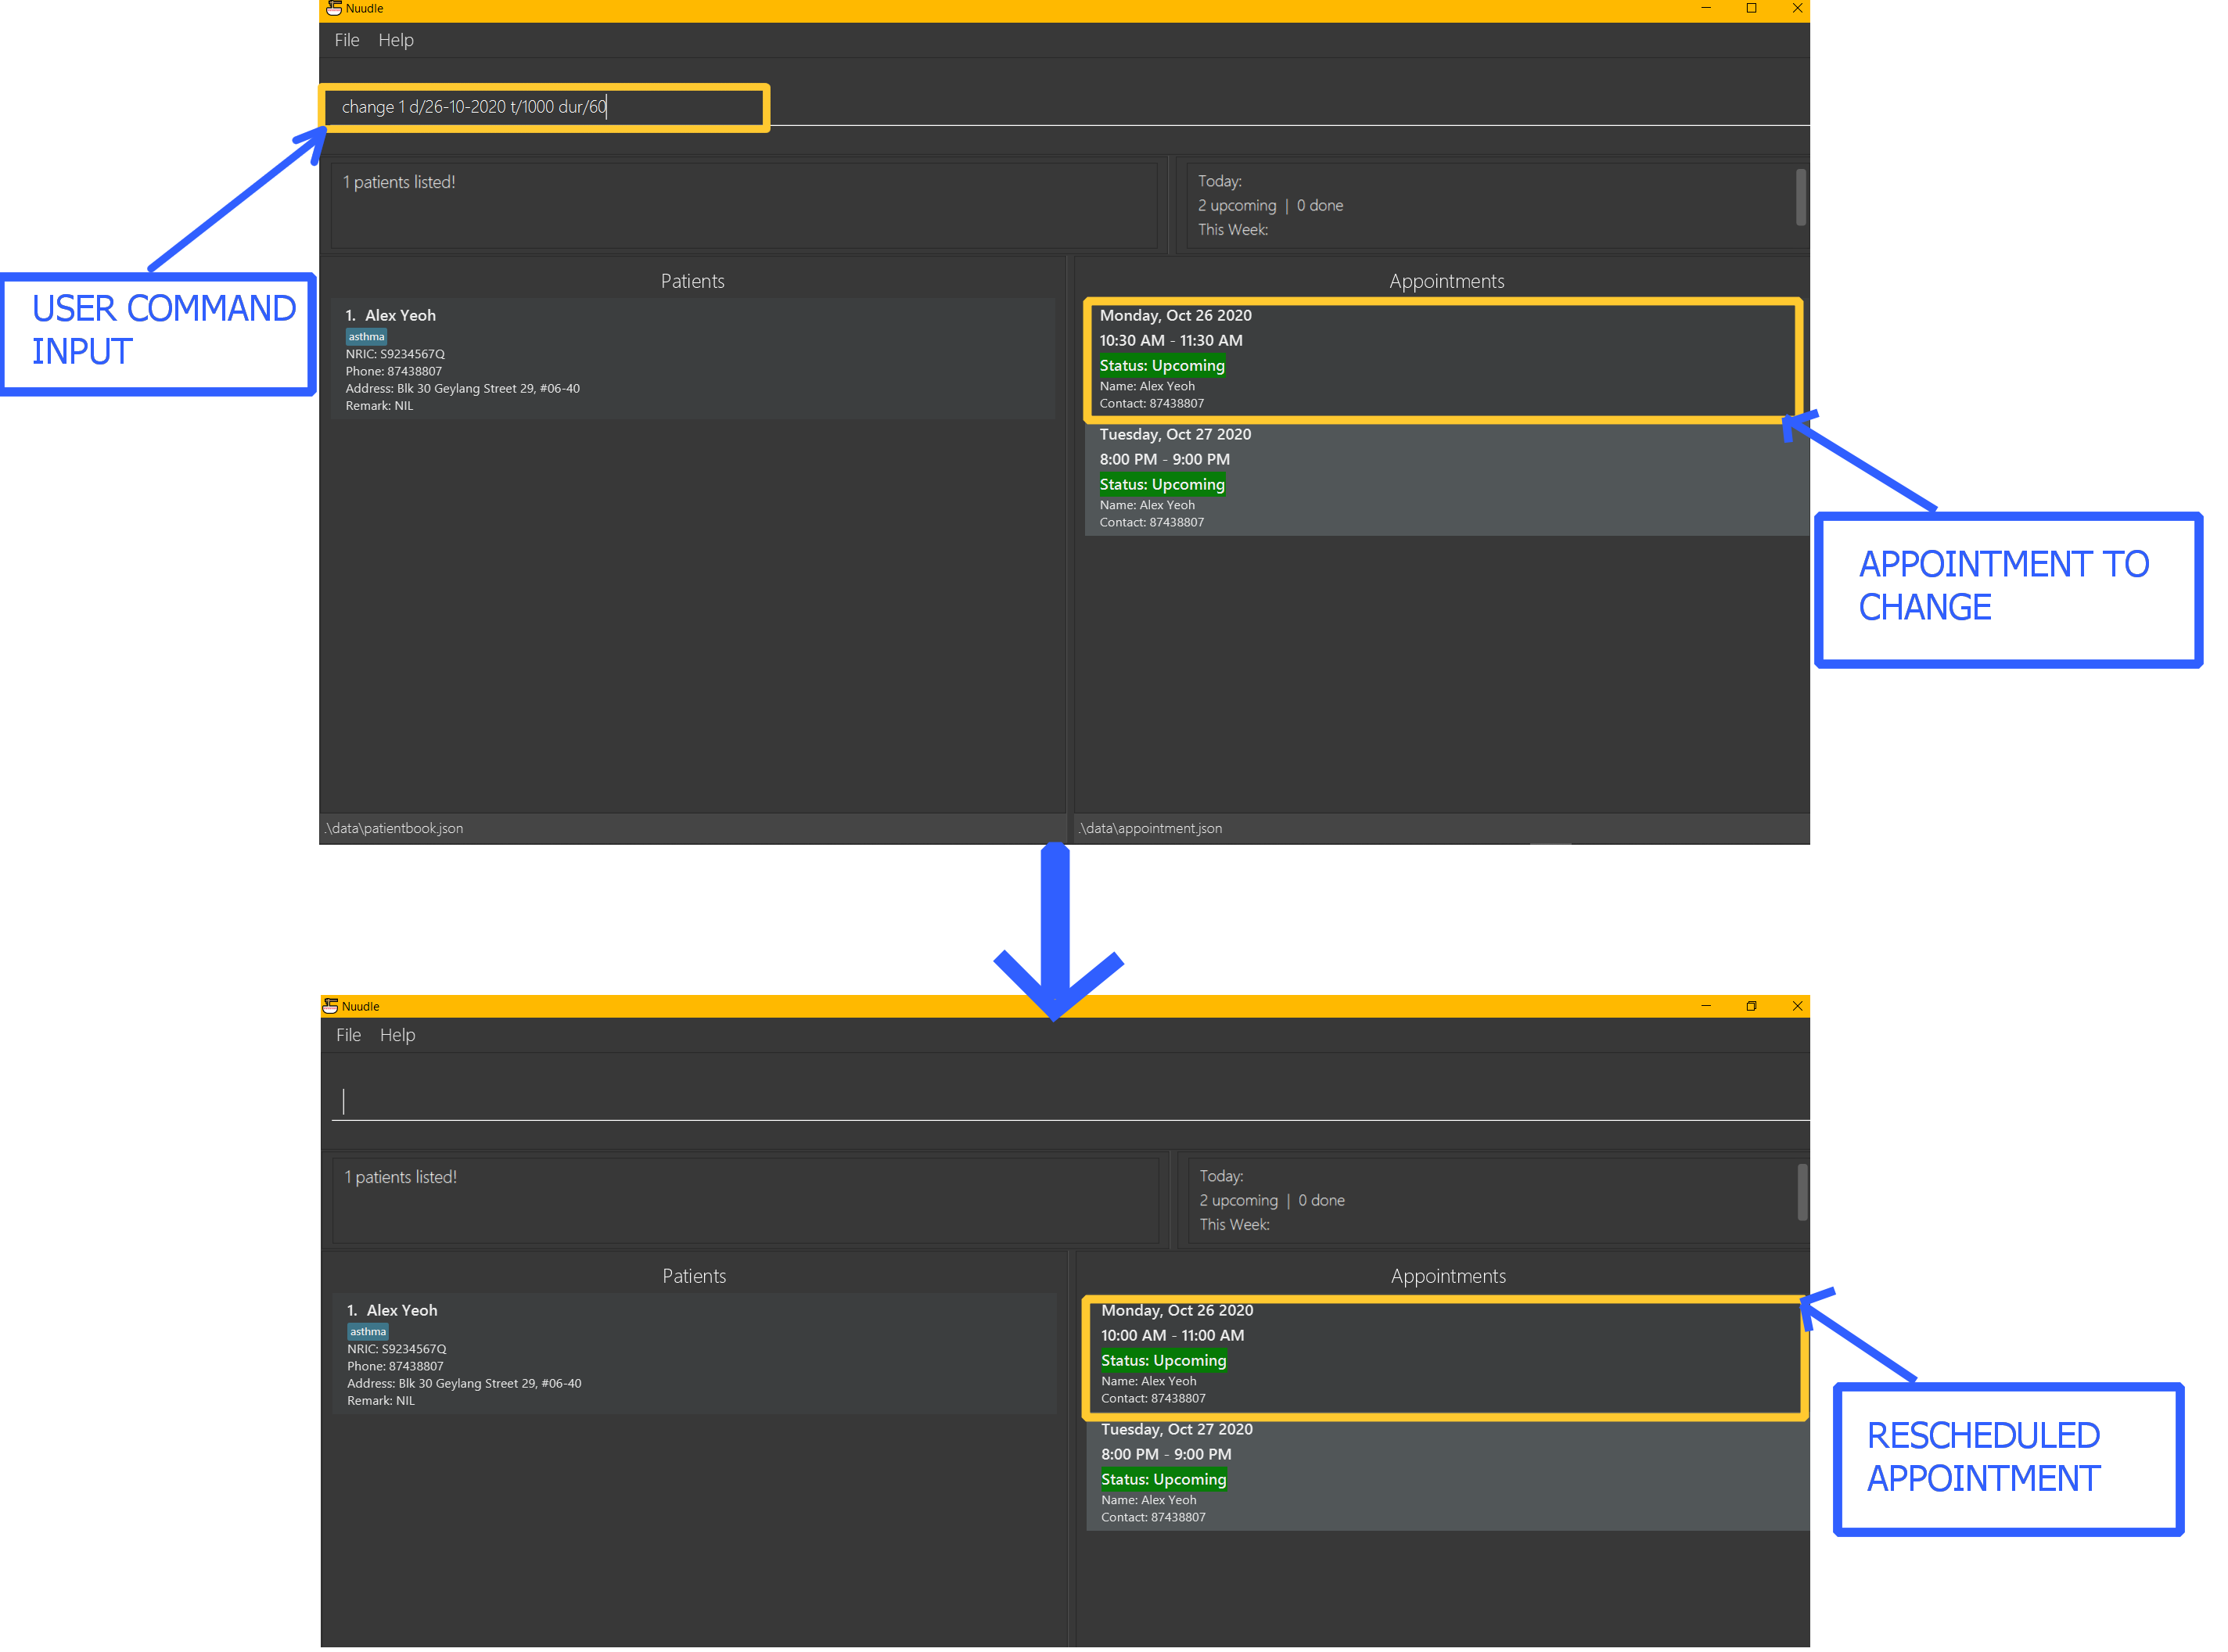 Nuudle
File Help
change 1 d/26-10-2020 t/1000 dur/60
1 patients listed!
Today:
2 upcoming | 0 done
This Week:
USER COMMAND
INPUT
Patients
1. Alex Yeoh
asthma
NRIC: S9234567Q
Phone: 87438807
Address: Blk 30 Geylang Street 29, #06-40
Remark: NIL
Appointments
Monday, Oct 26 2020
10:30 AM - 11:30 AM
Status: Upcoming
Name: Alex Yeoh
Contact: 87438807
Tuesday, Oct 27 2020
8:00 PM - 9:00 PM
Status: Upcoming
Name: Alex Yeoh
Contact: 87438807
APPOINTMENT TO
CHANGE
.\data\patientbook.json
.\data\appointment.json
Nuudle
File Help
1 patients listed!
Today:
2 upcoming | 0 done
This Week:
Patients
1. Alex Yeoh
asthma
NRIC: S9234567Q
Phone: 87438807
Address: Blk 30 Geylang Street 29, #06-40
Remark: NIL
Appointments
Monday, Oct 26 2020
10:00 AM - 11:00 AM
Status: Upcoming
Name: Alex Yeoh
Contact: 87438807
Tuesday, Oct 27 2020
8:00 PM - 9:00 PM
Status: Upcoming
Name: Alex Yeoh
Contact: 87438807
RESCHEDULED
APPOINTMENT